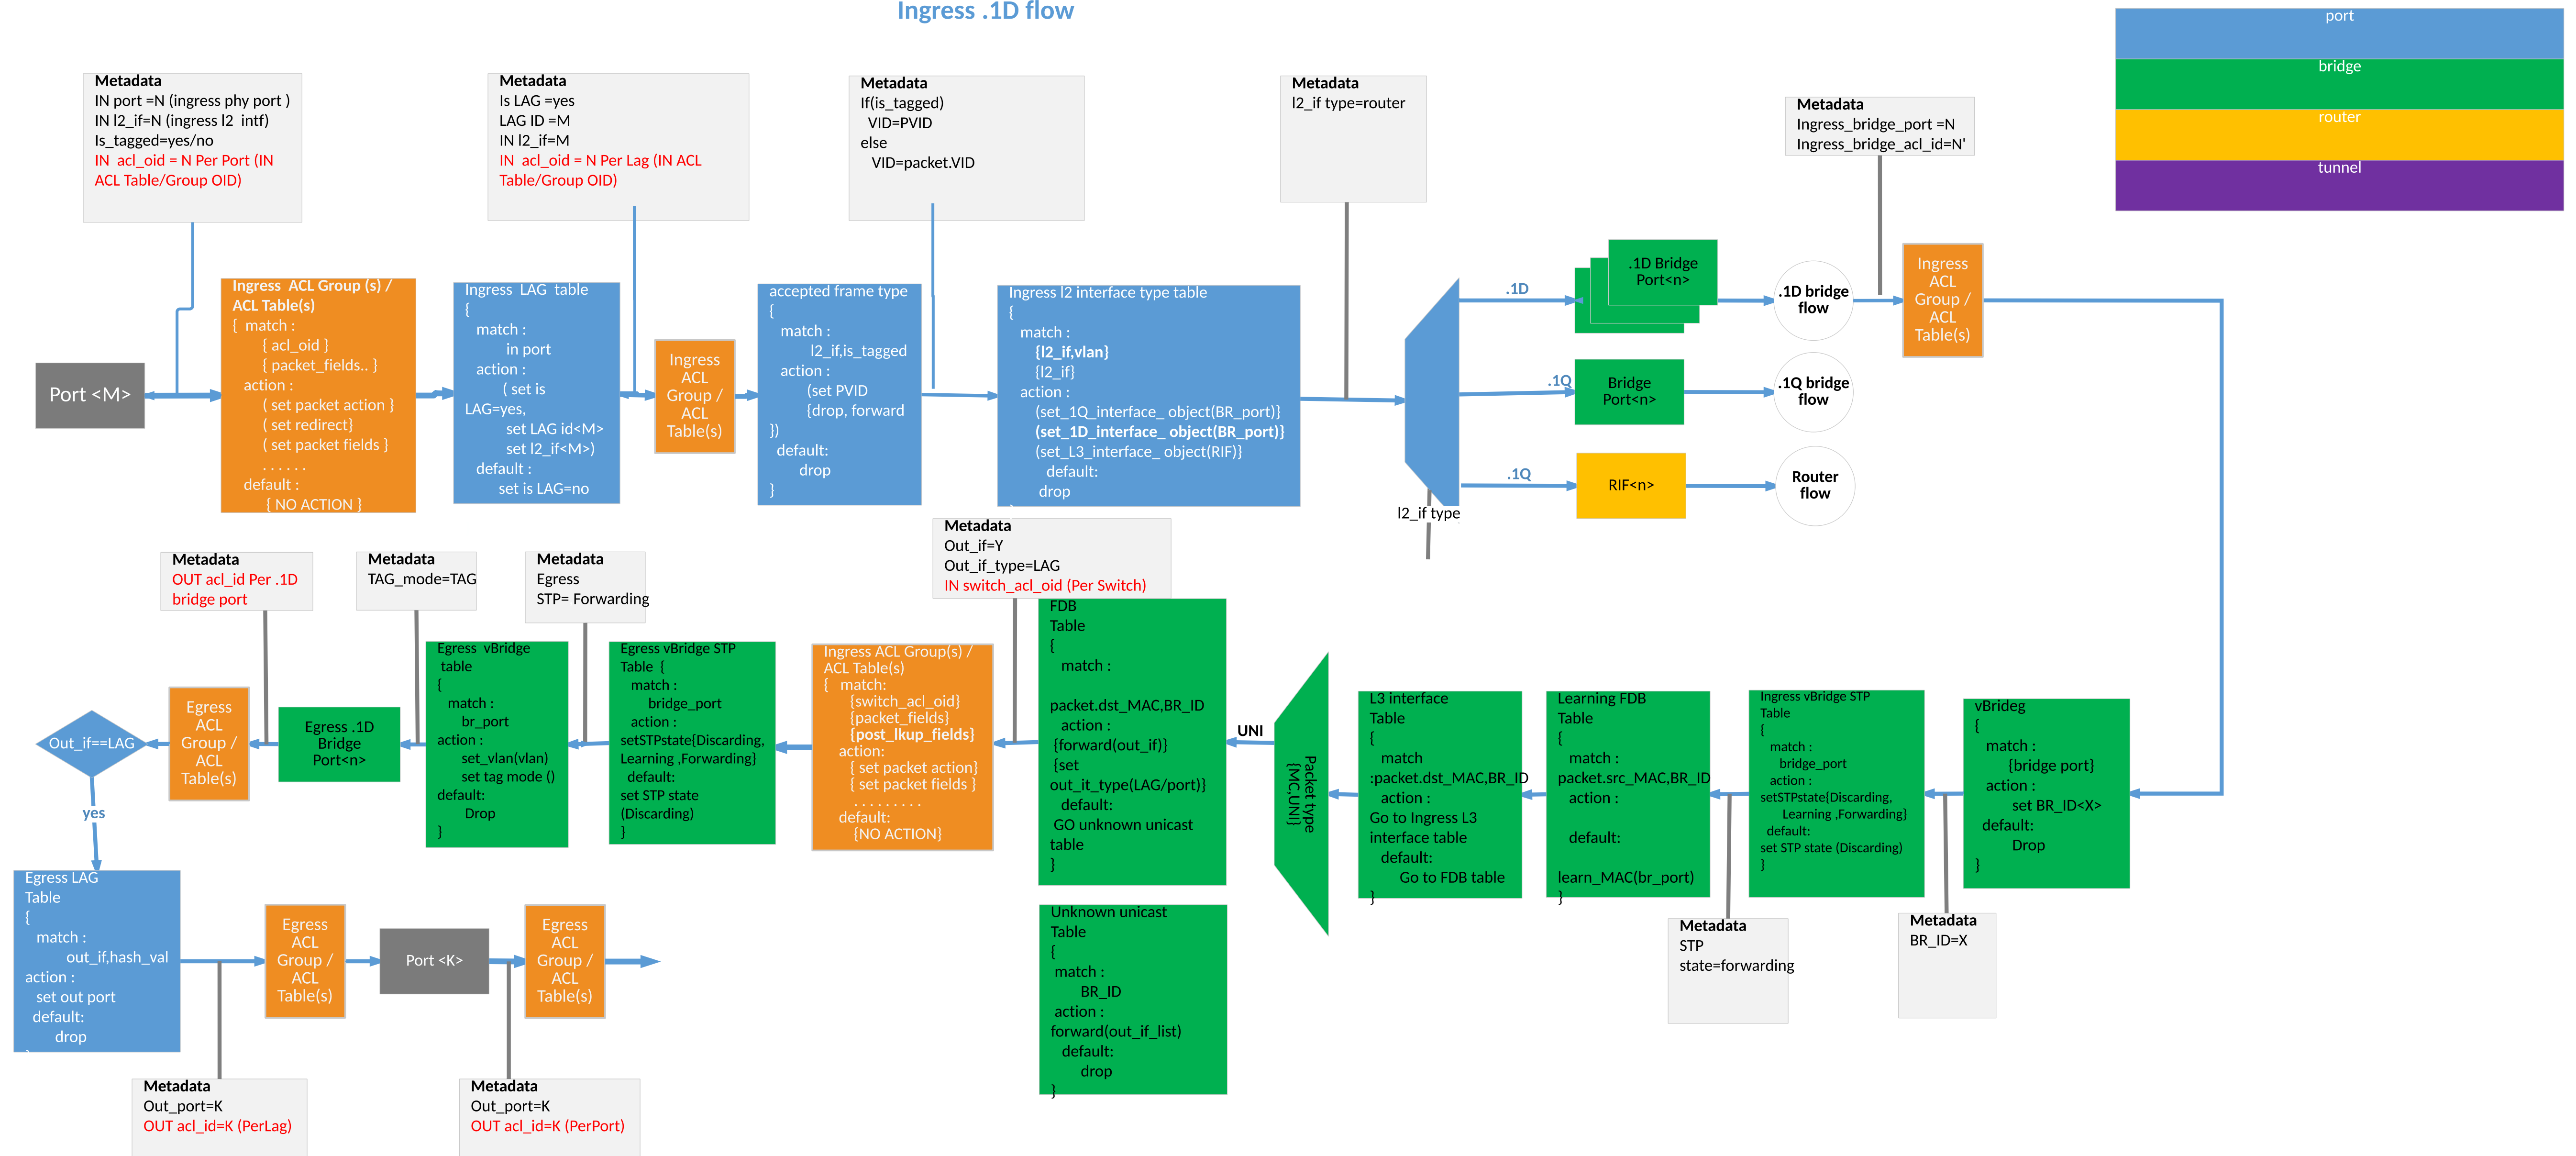 Ingress .1D flow
port
bridge
router
tunnel
Metadata
IN port =N (ingress phy port )
IN l2_if=N (ingress l2  intf)
Is_tagged=yes/no
IN  acl_oid = N Per Port (IN
ACL Table/Group OID)
Metadata
Is LAG =yes
LAG ID =M
IN l2_if=M
IN  acl_oid = N Per Lag (IN ACL
Table/Group OID)
Metadata
If(is_tagged)
VID=PVID
else
VID=packet.VID
Metadata
l2_if type=router
Metadata
Ingress_bridge_port =N
Ingress_bridge_acl_id=N'
Port <M>
Ingress  ACL Group (s) /
ACL Table(s)
{  match :
{ acl_oid }
{ packet_fields.. }
action :
( set packet action }
( set redirect}
( set packet fields }
. . . . . .
default :
{ NO ACTION }
Ingress  LAG  table
{
match :
in port
action :
( set is
LAG=yes,
set LAG id<M>
set l2_if<M>)
default :
set is LAG=no
Ingress
ACL
Group /
ACL
Table(s)
accepted frame type
{
match :
l2_if,is_tagged
action :
(set PVID
{drop, forward
})
default:
drop
}
Ingress l2 interface type table
{
match :
{l2_if,vlan}
{l2_if}
action :
(set_1Q_interface_ object(BR_port)}
(set_1D_interface_ object(BR_port)}
(set_L3_interface_ object(RIF)}
default:
drop
l2_if type
.1D
.1D Bridge
Port<n>
.1D bridge
flow
Ingress
ACL
Group /
ACL
Table(s)
.1Q
Bridge
Port<n>
.1Q bridge
flow
.1Q
RIF<n>
Router
flow
Metadata
OUT acl_id Per .1D
bridge port
Metadata
TAG_mode=TAG
Metadata
Egress
STP= Forwarding
Metadata
Out_if=Y
Out_if_type=LAG
IN switch_acl_oid (Per Switch)
Out_if==LAG
Egress
ACL
Group /
ACL
Table(s)
Egress .1D
Bridge
Port<n>
Egress  vBridge
table
{
match :
br_port
action :
set_vlan(vlan)
set tag mode ()
default:
Drop
}
Egress vBridge STP
Table  {
match :
bridge_port
action :
setSTPstate{Discarding,
Learning ,Forwarding}
default:
set STP state
(Discarding)
}
Ingress ACL Group(s) /
ACL Table(s)
{   match:
{switch_acl_oid}
{packet_fields}
{post_lkup_fields}
action:
{ set packet action}
{ set packet fields }
. . . . . . . . .
default:
{NO ACTION}
FDB
Table
{
match :
packet.dst_MAC,BR_ID
action :
{forward(out_if)}
{set
out_it_type(LAG/port)}
default:
GO unknown unicast
table
}
UNI
Packet type
{MC,UNI}
L3 interface
Table
{
match
:packet.dst_MAC,BR_ID
action :
Go to Ingress L3
interface table
default:
Go to FDB table
}
Learning FDB
Table
{
match :
packet.src_MAC,BR_ID
action :
default:
learn_MAC(br_port)
}
Ingress vBridge STP
Table
{
match :
bridge_port
action :
setSTPstate{Discarding,
Learning ,Forwarding}
default:
set STP state (Discarding)
}
vBrideg
{
match :
{bridge port}
action :
set BR_ID<X>
default:
Drop
}
yes
Egress LAG
Table
{
match :
out_if,hash_val
action :
set out port
default:
drop
Egress
ACL
Group /
ACL
Table(s)
Port <K>
Egress
ACL
Group /
ACL
Table(s)
Unknown unicast
Table
{
match :
BR_ID
action :
forward(out_if_list)
default:
drop
}
Metadata
STP
state=forwarding
Metadata
BR_ID=X
Metadata
Out_port=K
OUT acl_id=K (PerLag)
Metadata
Out_port=K
OUT acl_id=K (PerPort)